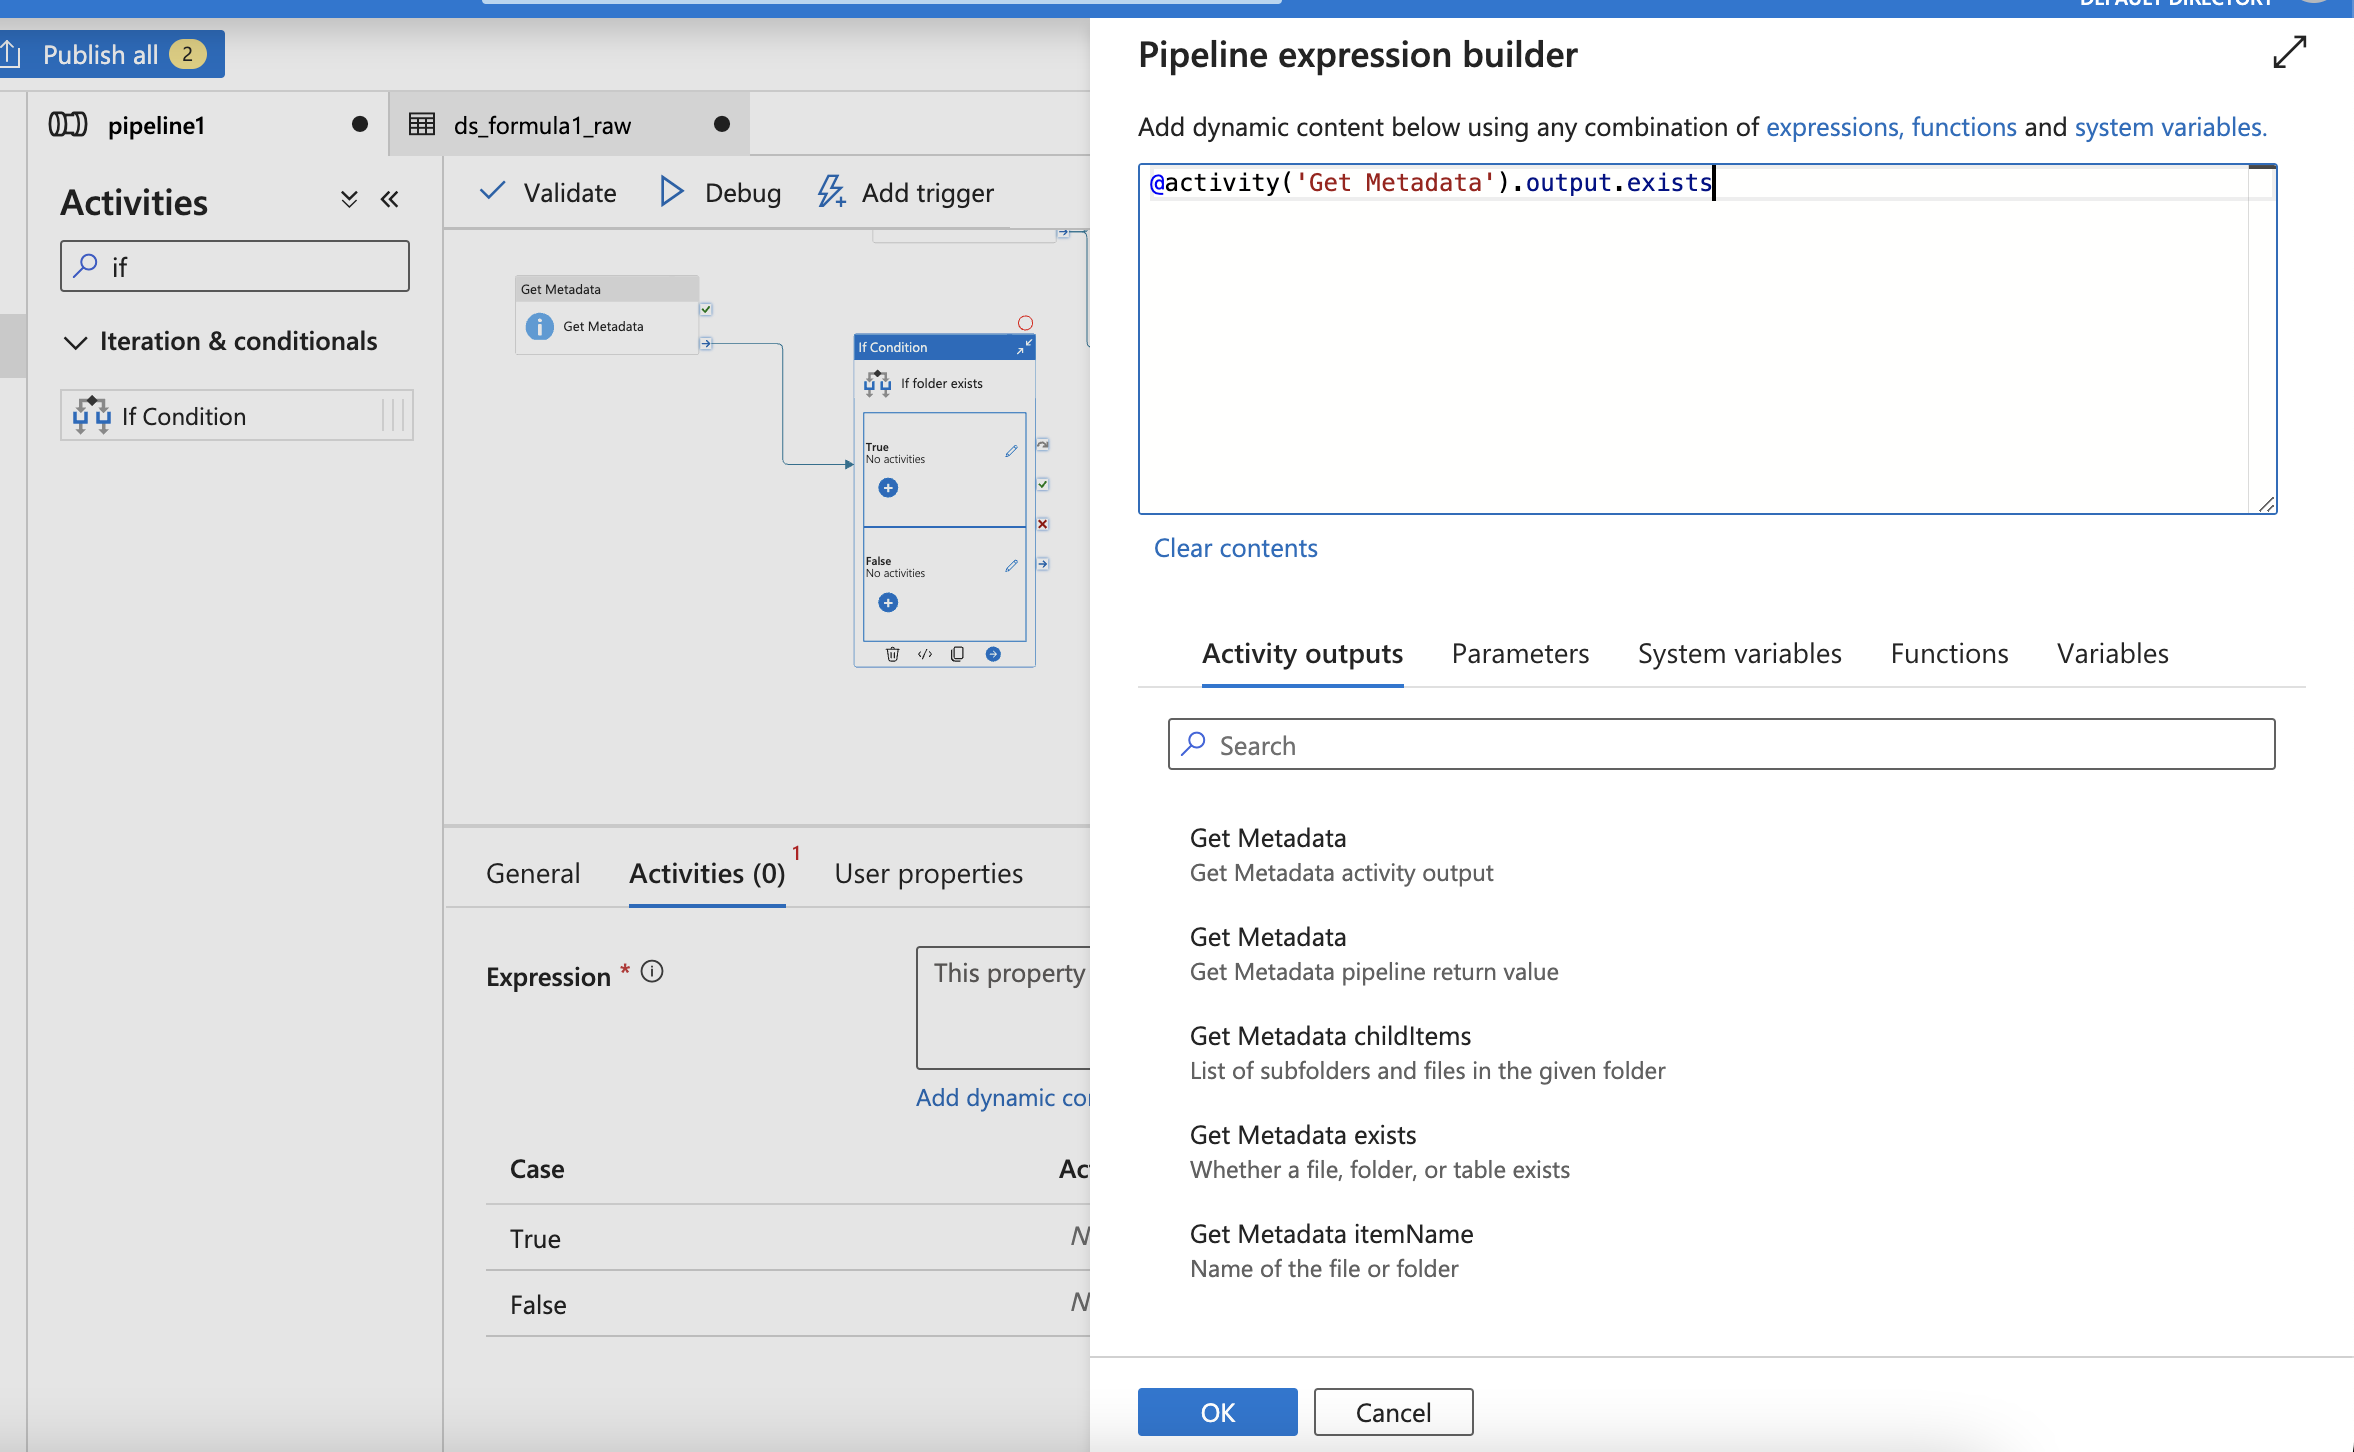 DEFAULT DIRECTORY
Publish all 2
pipeline1
ds_formula1_raw
Activities
if
Iteration & conditionals
If Condition
Validate
Debug
Add trigger
Get Metadata
Get Metadata
If Condition
If folder exists
True
No activities
False
No activities
General
Activities (0) 1
User properties
Expression *
This property
Add dynamic
Case
True
False
Pipeline expression builder
Add dynamic content below using any combination of expressions, functions and system variables.
@activity('Get Metadata').output.exists
Clear contents
Activity outputs
Parameters
System variables
Functions
Variables
Search
Get Metadata
Get Metadata activity output
Get Metadata
Get Metadata pipeline return value
Get Metadata childItems
List of subfolders and files in the given folder
Get Metadata exists
Whether a file, folder, or table exists
Get Metadata itemName
Name of the file or folder
OK
Cancel